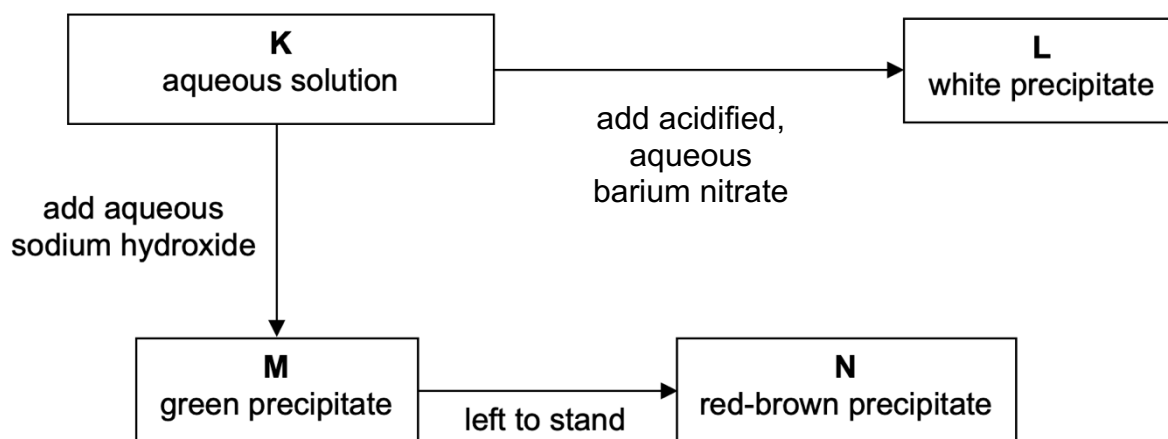 K
aqueous solution
L
white precipitate
add acidified,
aqueous
barium nitrate
add aqueous
sodium hydroxide
M
green precipitate
left to stand
N
red-brown precipitate